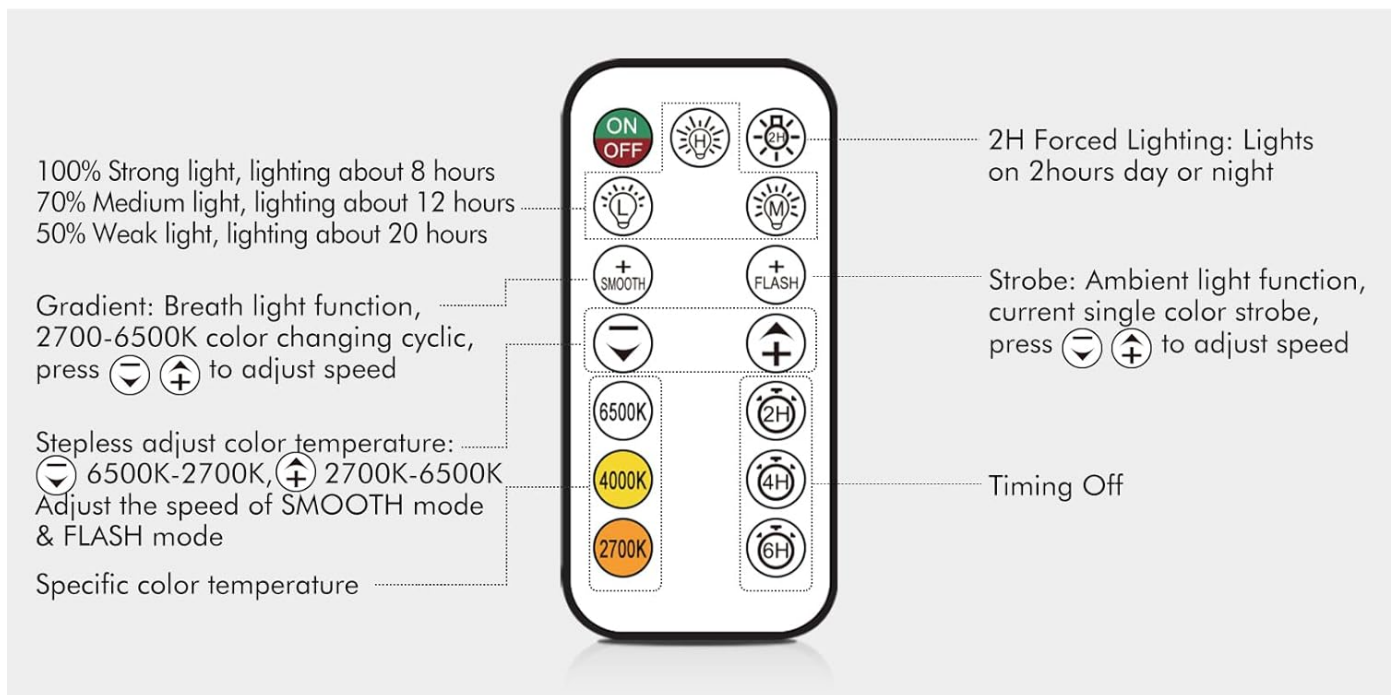 100% Strong light, lighting about 8 hours
70% Medium light, lighting about 12 hours
50% Weak light, lighting about 20 hours
Gradient: Breath light function,
2700-6500K color changing cyclic,
press to adjust speed
Stepless adjust color temperature:
6500K-2700K, 2700K-6500K
Adjust the speed of SMOOTH mode
& FLASH mode
Specific color temperature
ON
OFF
H
2H
L
M
+
SMOOTH
+
FLASH
−
+
6500K
2H
4000K
4H
2700K
6H
2H Forced Lighting: Lights
on 2hours day or night
Strobe: Ambient light function,
current single color strobe,
press to adjust speed
Timing Off